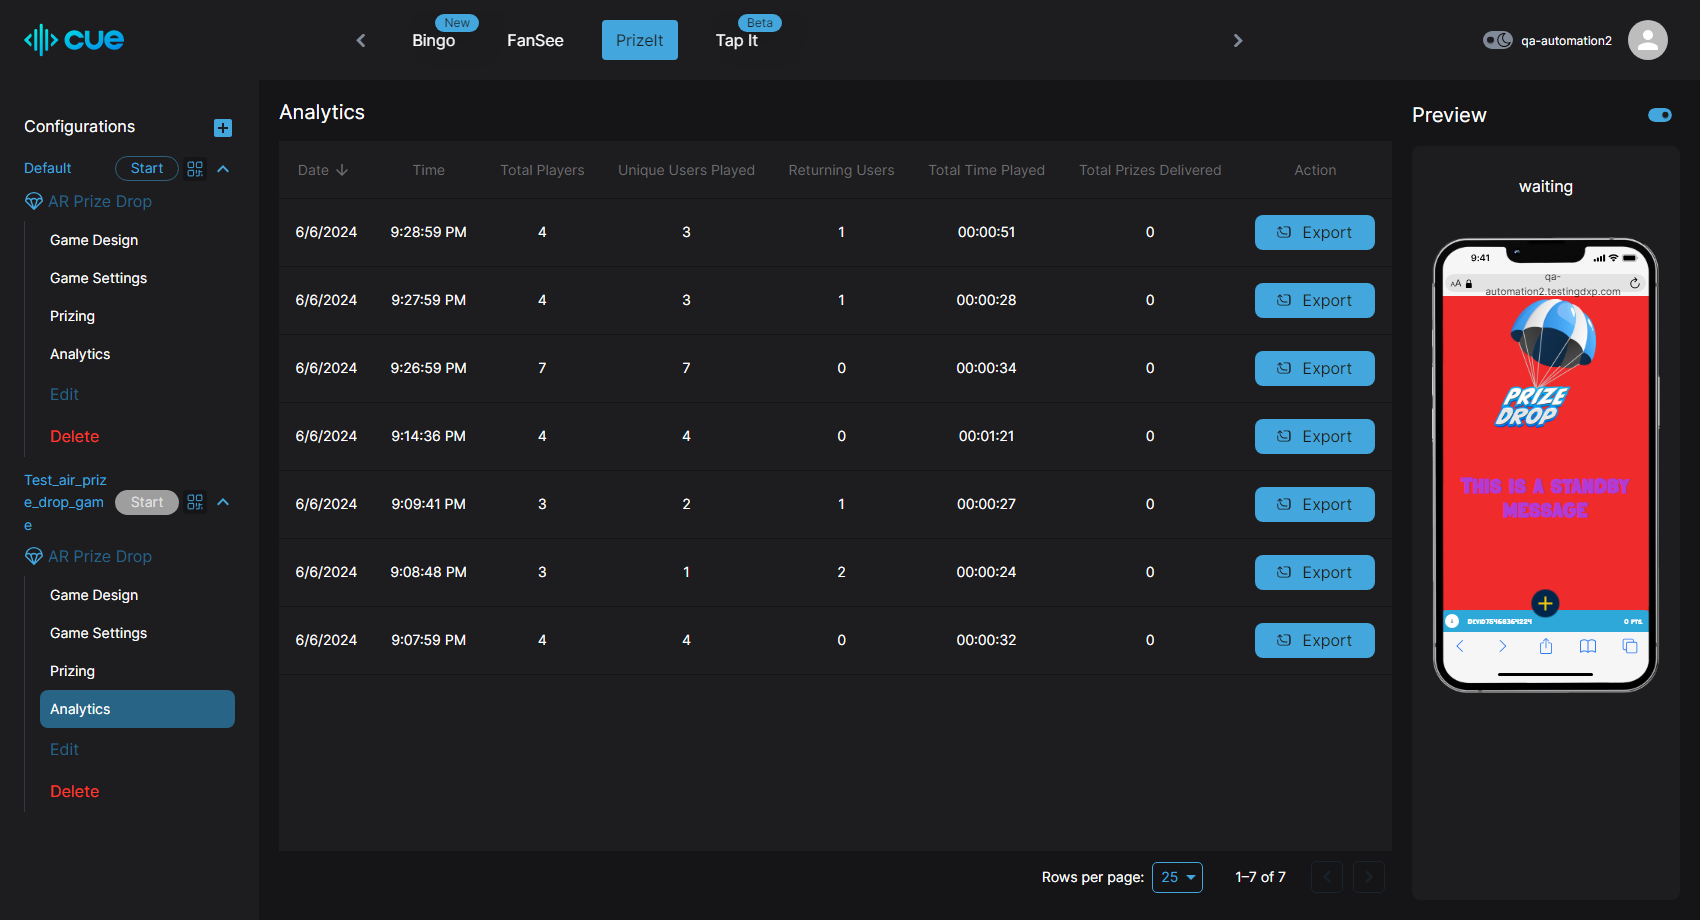 cue
New
Bingo
FanSee
PrizeIt
Beta
Tap It
qa-automation2
Configurations
Default
Start
AR Prize Drop
Game Design
Game Settings
Prizing
Analytics
Edit
Delete
Test_air_priz
e_drop_gam
e
Start
AR Prize Drop
Game Design
Game Settings
Prizing
Analytics
Edit
Delete
Analytics
Date Time Total Players Unique Users Played Returning Users Total Time Played Total Prizes Delivered Action
6/6/2024 9:28:59 PM 4 3 1 00:00:51 0 Export
6/6/2024 9:27:59 PM 4 3 1 00:00:28 0 Export
6/6/2024 9:26:59 PM 7 7 0 00:00:34 0 Export
6/6/2024 9:14:36 PM 4 4 0 00:01:21 0 Export
6/6/2024 9:09:41 PM 3 2 1 00:00:27 0 Export
6/6/2024 9:08:48 PM 3 1 2 00:00:24 0 Export
6/6/2024 9:07:59 PM 4 4 0 00:00:32 0 Export
Rows per page: 25 1–7 of 7
Preview
waiting
9:41
AA
qa-
automation2.testingdxp.com
PRIZE
DROP
THIS IS A STANDBY
MESSAGE
0 PTS.